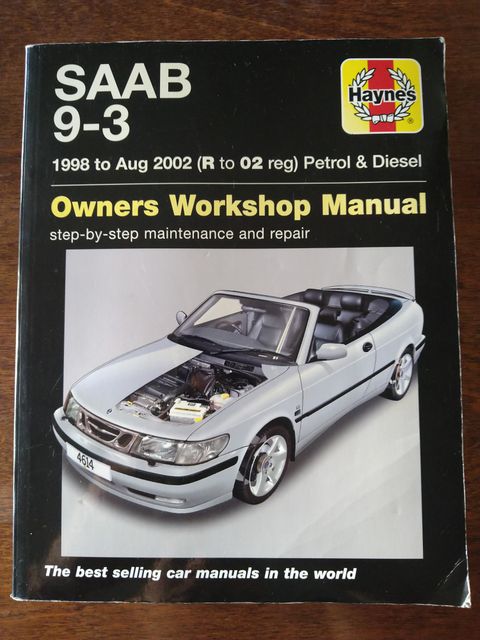 SAAB
9-3
Haynes
®
1998 to Aug 2002 (R to 02 reg) Petrol & Diesel
Owners Workshop Manual
step-by-step maintenance and repair
4614
The best selling car manuals in the world